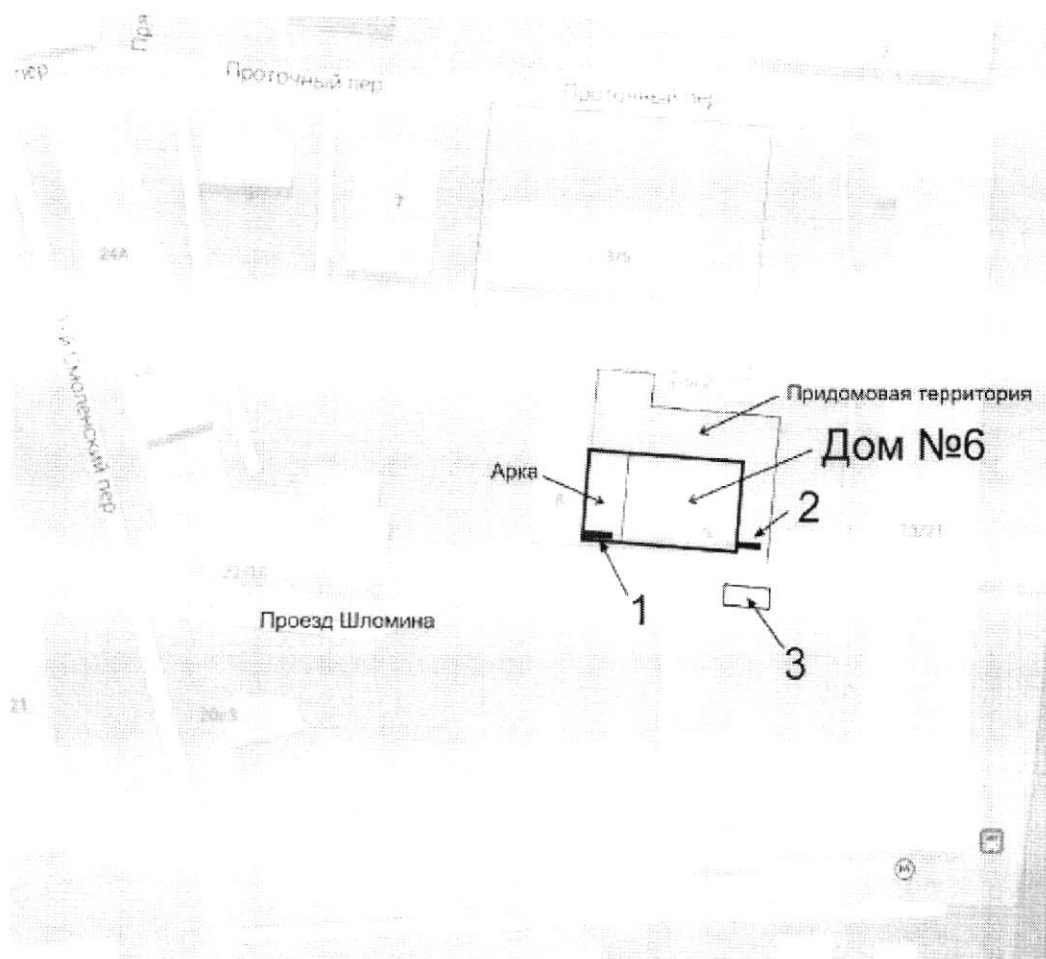 Проточный пер
Проточный пер
7
24А
Смоленский пер
Придомовая территория
Дом №6
Арка
2
13/21
1
Проезд Шломина
3
21
20с3